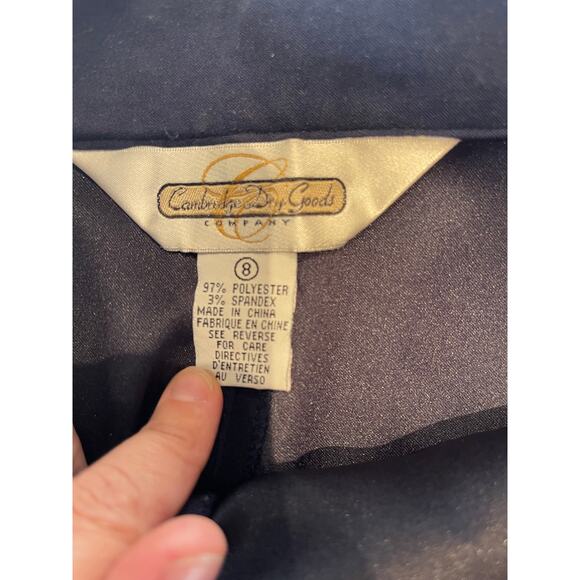 Cambridge Dry Goods
COMPANY
8
97% POLYESTER
3% SPANDEX
MADE IN CHINA
FABRIQUE EN CHINE
SEE REVERSE
FOR CARE
DIRECTIVES
D'ENTRETIEN
AU VERSO